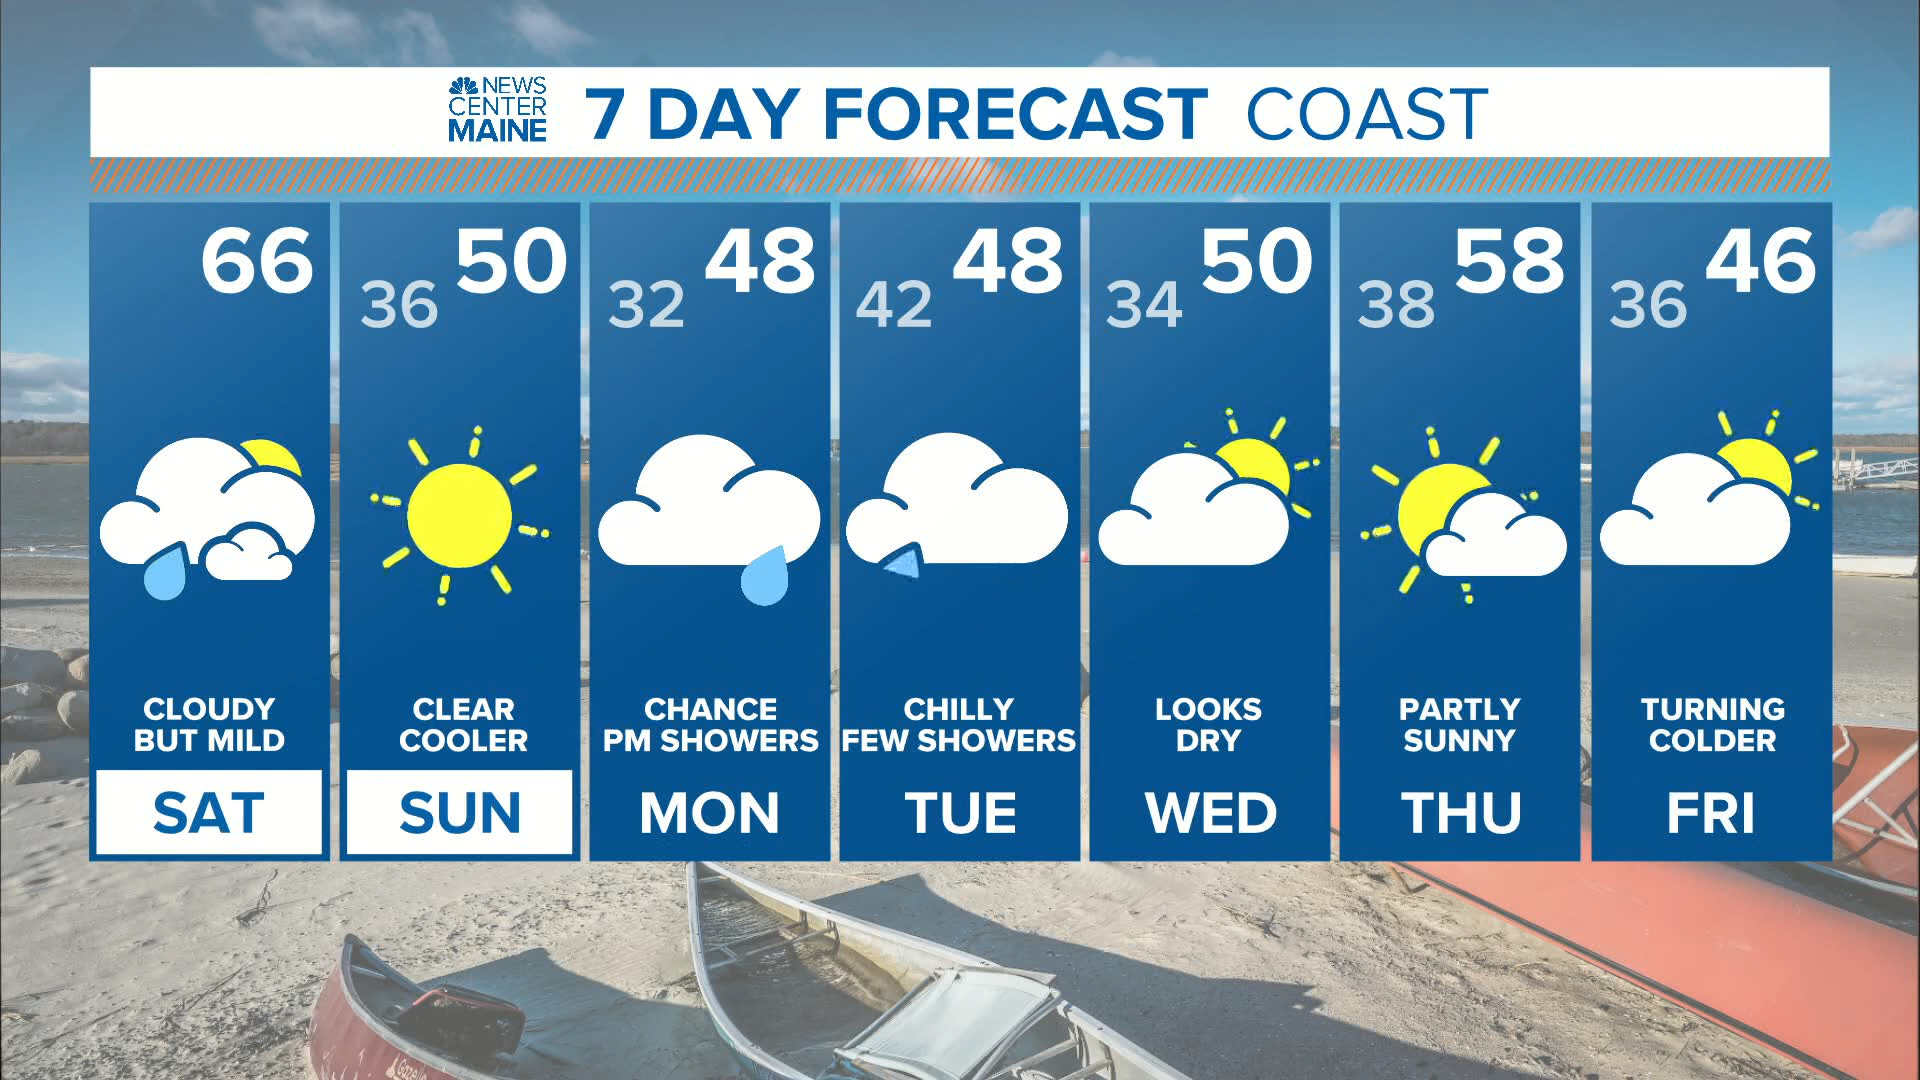 NEWS
CENTER
MAINE
7 DAY FORECAST COAST
66
CLOUDY
BUT MILD
SAT
36 50
CLEAR
COOLER
SUN
32 48
CHANCE
PM SHOWERS
MON
42 48
CHILLY
FEW SHOWERS
TUE
34 50
LOOKS
DRY
WED
38 58
PARTLY
SUNNY
THU
36 46
TURNING
COLDER
FRI